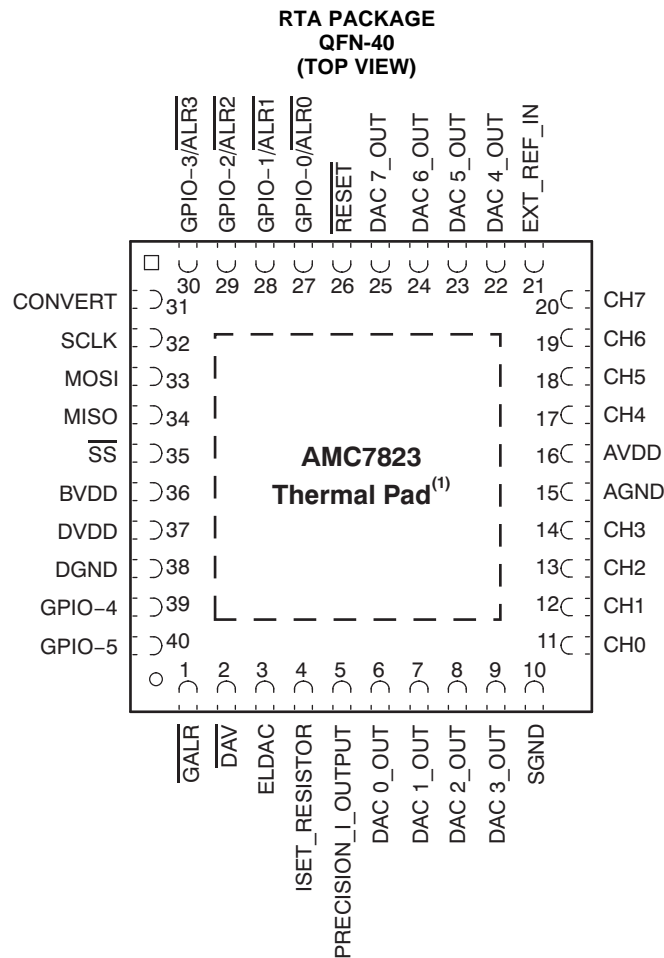 RTA PACKAGE
QFN-40
(TOP VIEW)
GPIO−3/ALR3
GPIO−2/ALR2
GPIO−1/ALR1
GPIO−0/ALR0
RESET
DAC 7_OUT
DAC 6_OUT
DAC 5_OUT
DAC 4_OUT
EXT_REF_IN
30 29 28 27 26 25 24 23 22 21
CONVERT 31 20 CH7
SCLK 32 19 CH6
MOSI 33 18 CH5
MISO 34 17 CH4
SS 35 16 AVDD
BVDD 36 15 AGND
DVDD 37 14 CH3
DGND 38 13 CH2
GPIO−4 39 12 CH1
GPIO−5 40 11 CH0
AMC7823
Thermal Pad(1)
1 2 3 4 5 6 7 8 9 10
GALR
DAV
ELDAC
ISET_RESISTOR
PRECISION_I_OUTPUT
DAC 0_OUT
DAC 1_OUT
DAC 2_OUT
DAC 3_OUT
SGND